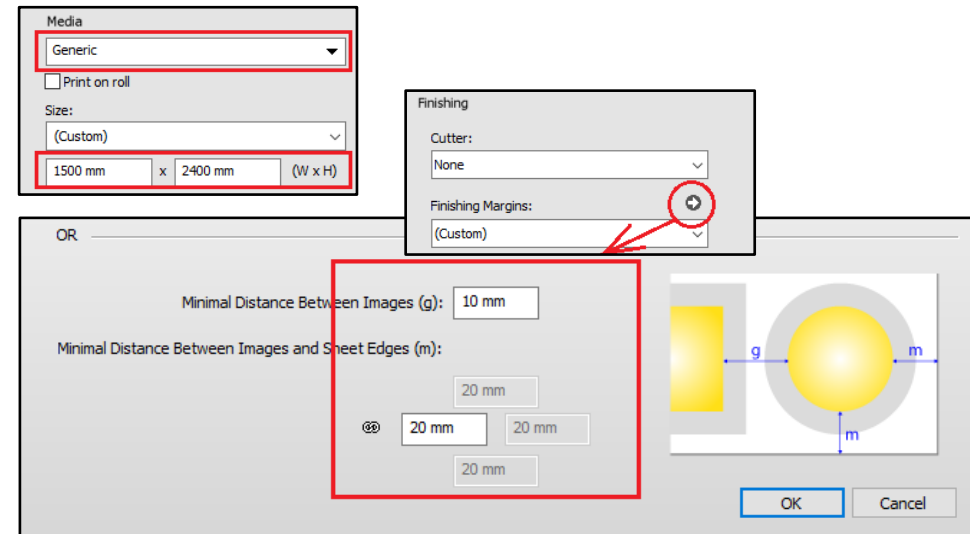 Media
Generic
Print on roll
Size:
(Custom)
1500 mm x 2400 mm (W x H)
Finishing
Cutter:
None
Finishing Margins:
(Custom)
OR
Minimal Distance Between Images (g): 10 mm
Minimal Distance Between Images and Sheet Edges (m):
20 mm
20 mm 20 mm
20 mm
g m
m
OK Cancel